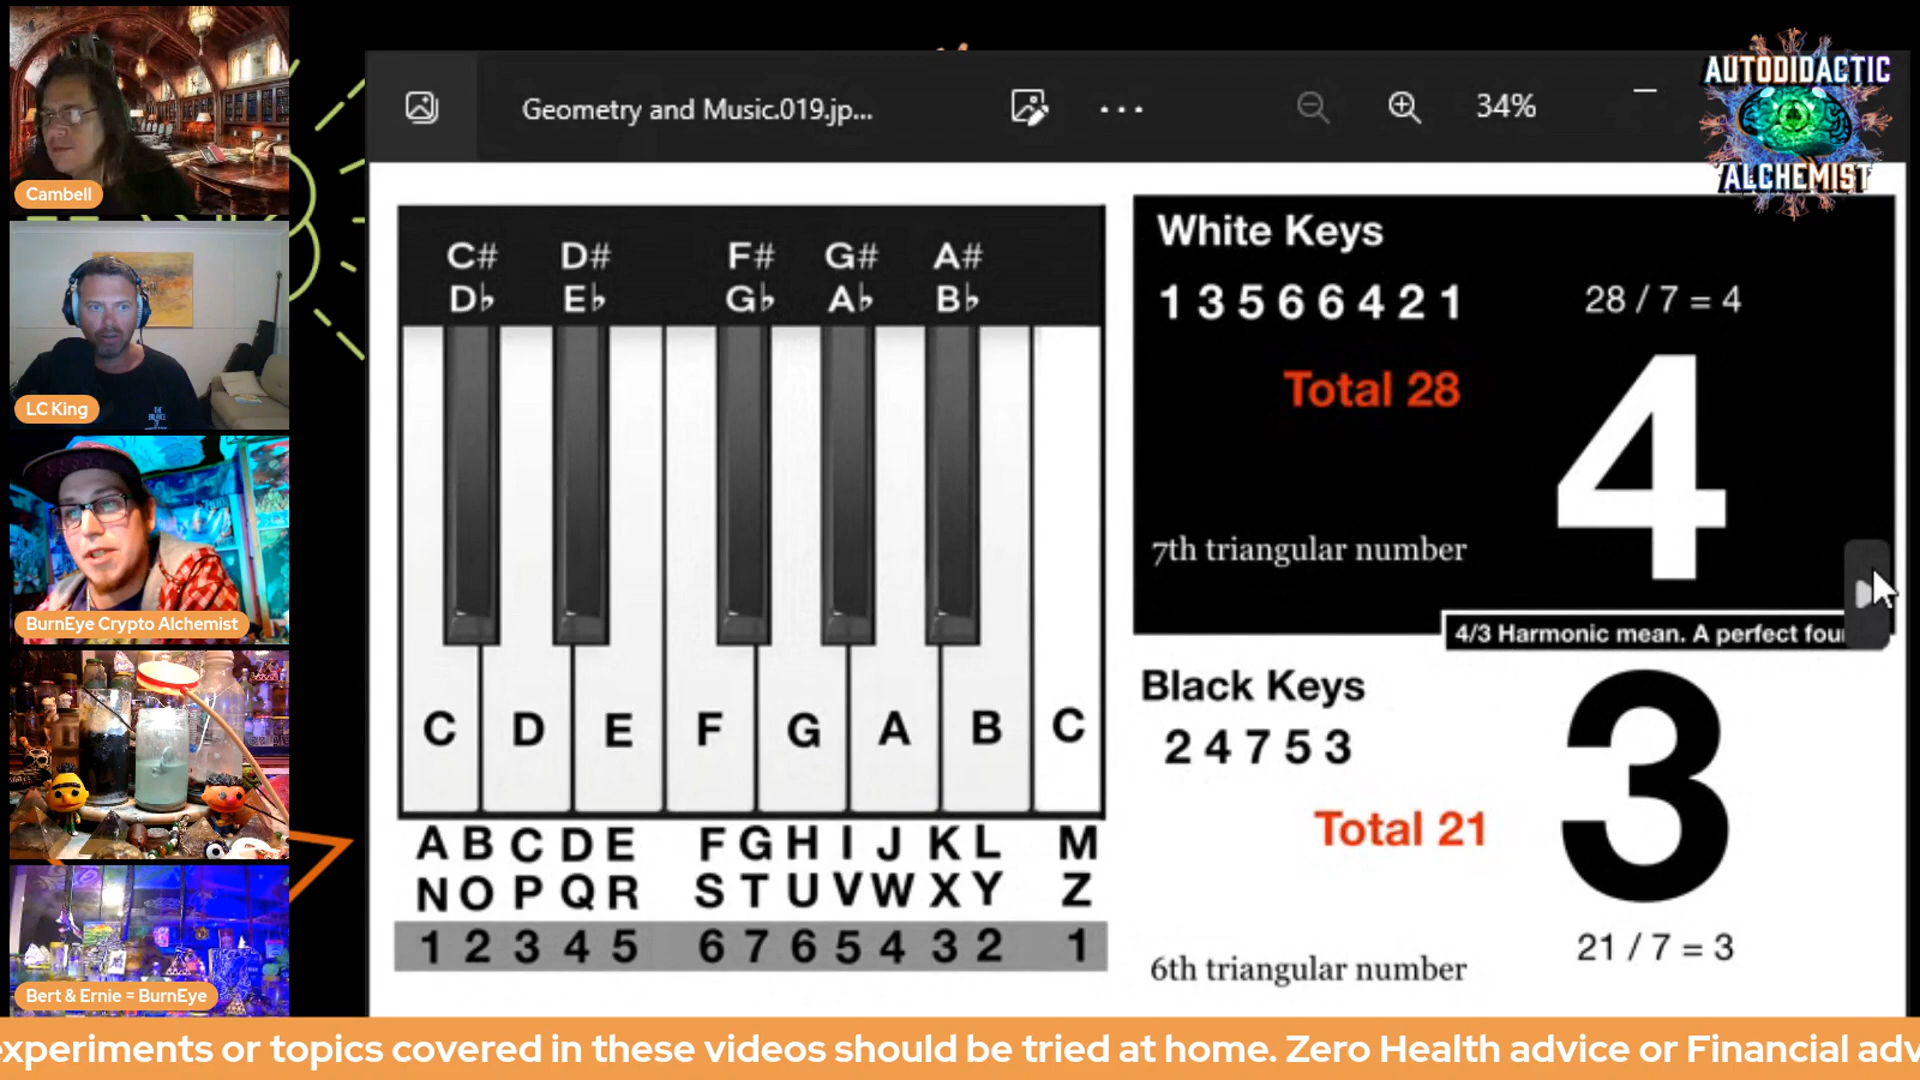 Cambell
LC King
BurnEye Crypto Alchemist
Bert & Ernie = BurnEye
Geometry and Music.019.jp...
34%
AUTODIDACTIC
ALCHEMIST
C# D# F# G# A#
D♭ E♭ G♭ A♭ B♭
C D E F G A B C
A B C D E F G H I J K L M
N O P Q R S T U V W X Y Z
1 2 3 4 5 6 7 6 5 4 3 2 1
White Keys
1 3 5 6 6 4 2 1
28 / 7 = 4
Total 28
4
7th triangular number
4/3 Harmonic mean. A perfect fou
Black Keys
2 4 7 5 3
3
Total 21
21 / 7 = 3
6th triangular number
experiments or topics covered in these videos should be tried at home. Zero Health advice or Financial adv